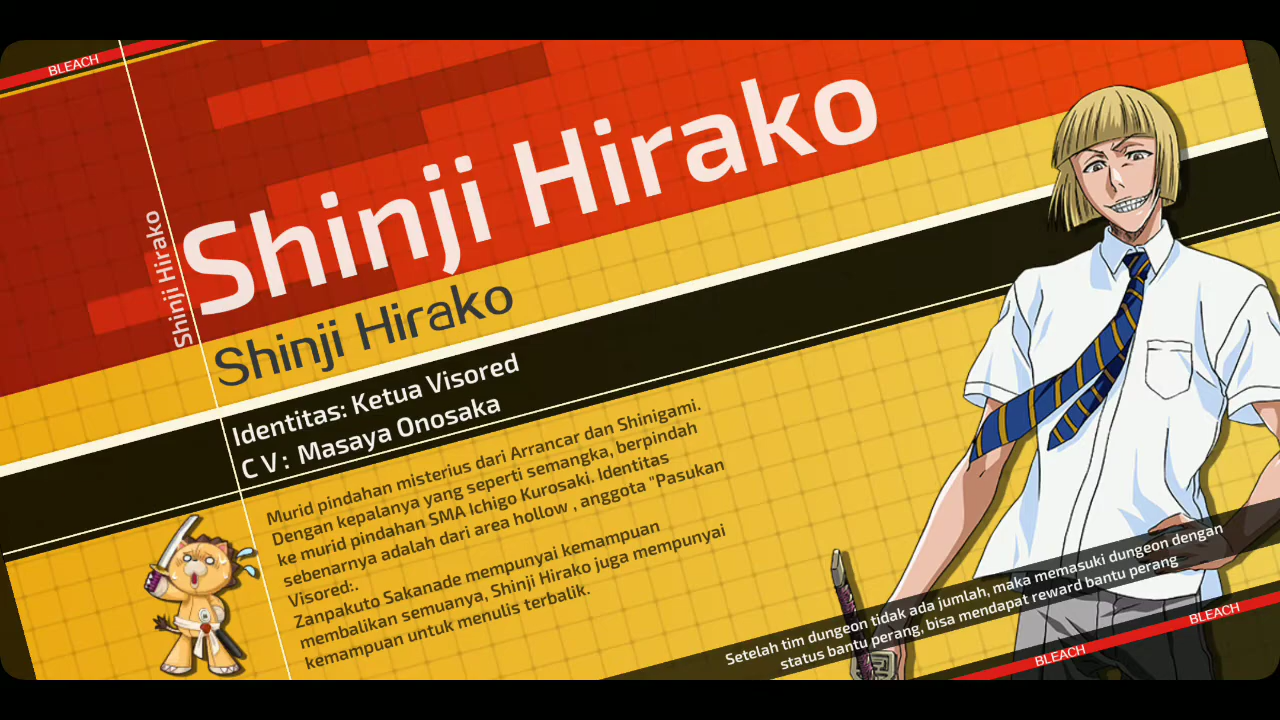 BLEACH
Shinji Hirako
Shinji Hirako
Shinji Hirako
Identitas: Ketua Visored
C V : Masaya Onosaka
Murid pindahan misterius dari Arrancar dan Shinigami.
Dengan kepalanya yang seperti semangka, berpindah
ke murid pindahan SMA Ichigo Kurosaki. Identitas
sebenarnya adalah dari area hollow , anggota "Pasukan
Visored:.
Zanpakuto Sakanade mempunyai kemampuan
membalikan semuanya, Shinji Hirako juga mempunyai
kemampuan untuk menulis terbalik.
Setelah tim dungeon tidak ada jumlah, maka memasuki dungeon dengan
status bantu perang, bisa mendapat reward bantu perang
BLEACH
BLEACH